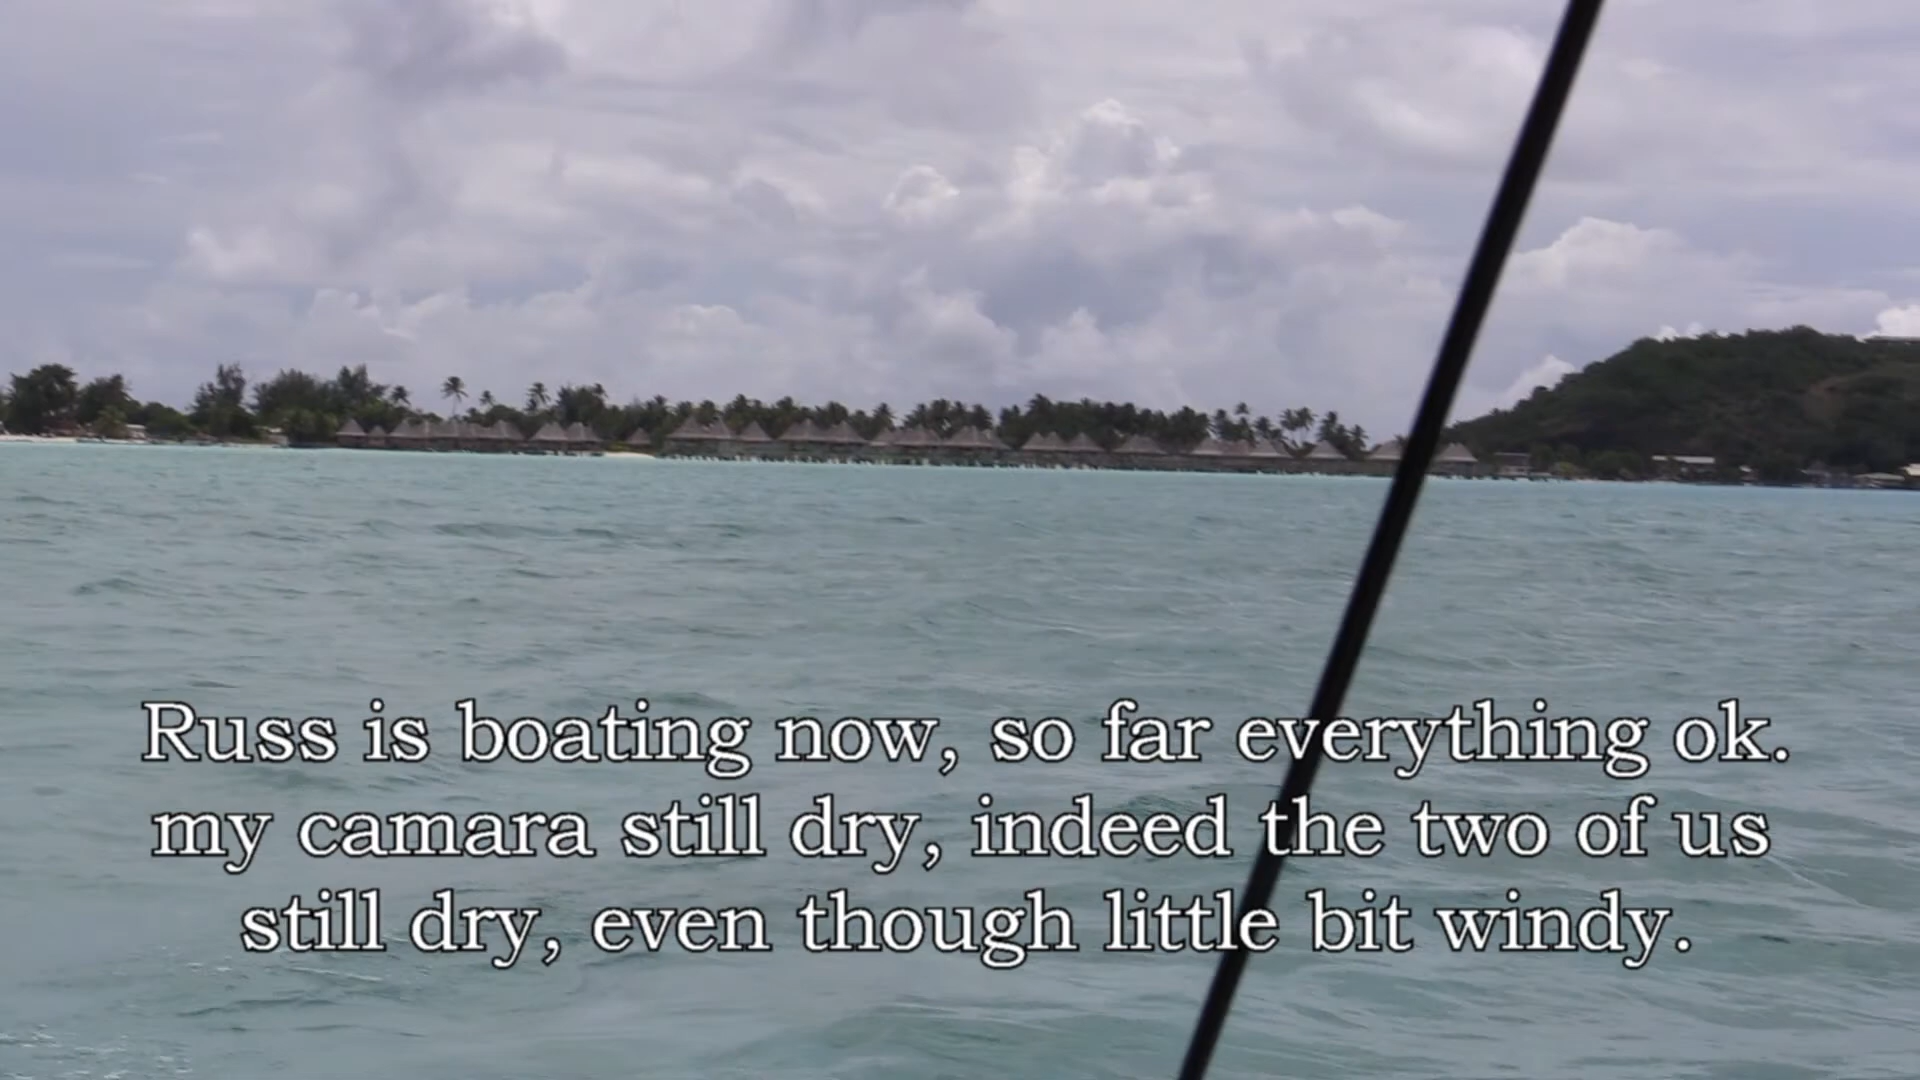 Russ is boating now, so far everything ok.
my camara still dry, indeed the two of us
still dry, even though little bit windy.